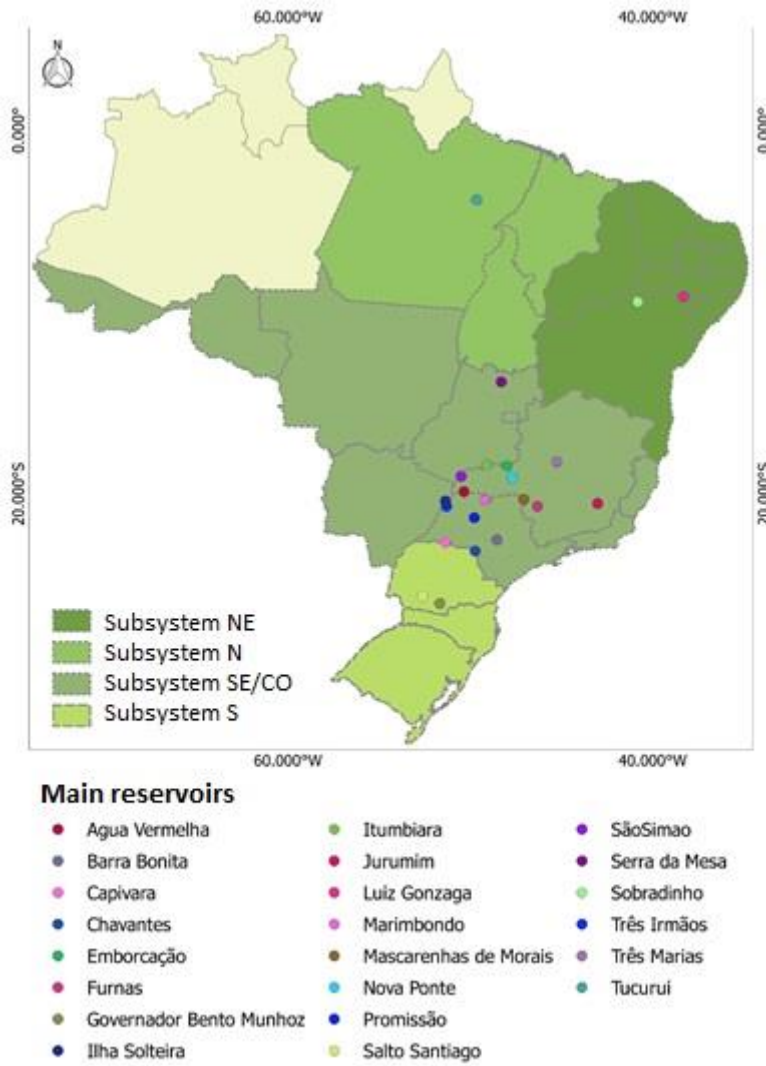 60.000°W 40.000°W
N
0.000° 0.000°
20.000°S 20.000°S
Subsystem NE
Subsystem N
Subsystem SE/CO
Subsystem S
60.000°W 40.000°W
Main reservoirs
Agua Vermelha Itumbiara SãoSimao
Barra Bonita Jurumim Serra da Mesa
Capivara Luiz Gonzaga Sobradinho
Chavantes Marimbondo Três Irmãos
Emborcação Mascarenhas de Morais Três Marias
Furnas Nova Ponte Tucurui
Governador Bento Munhoz Promissão
Ilha Solteira Salto Santiago